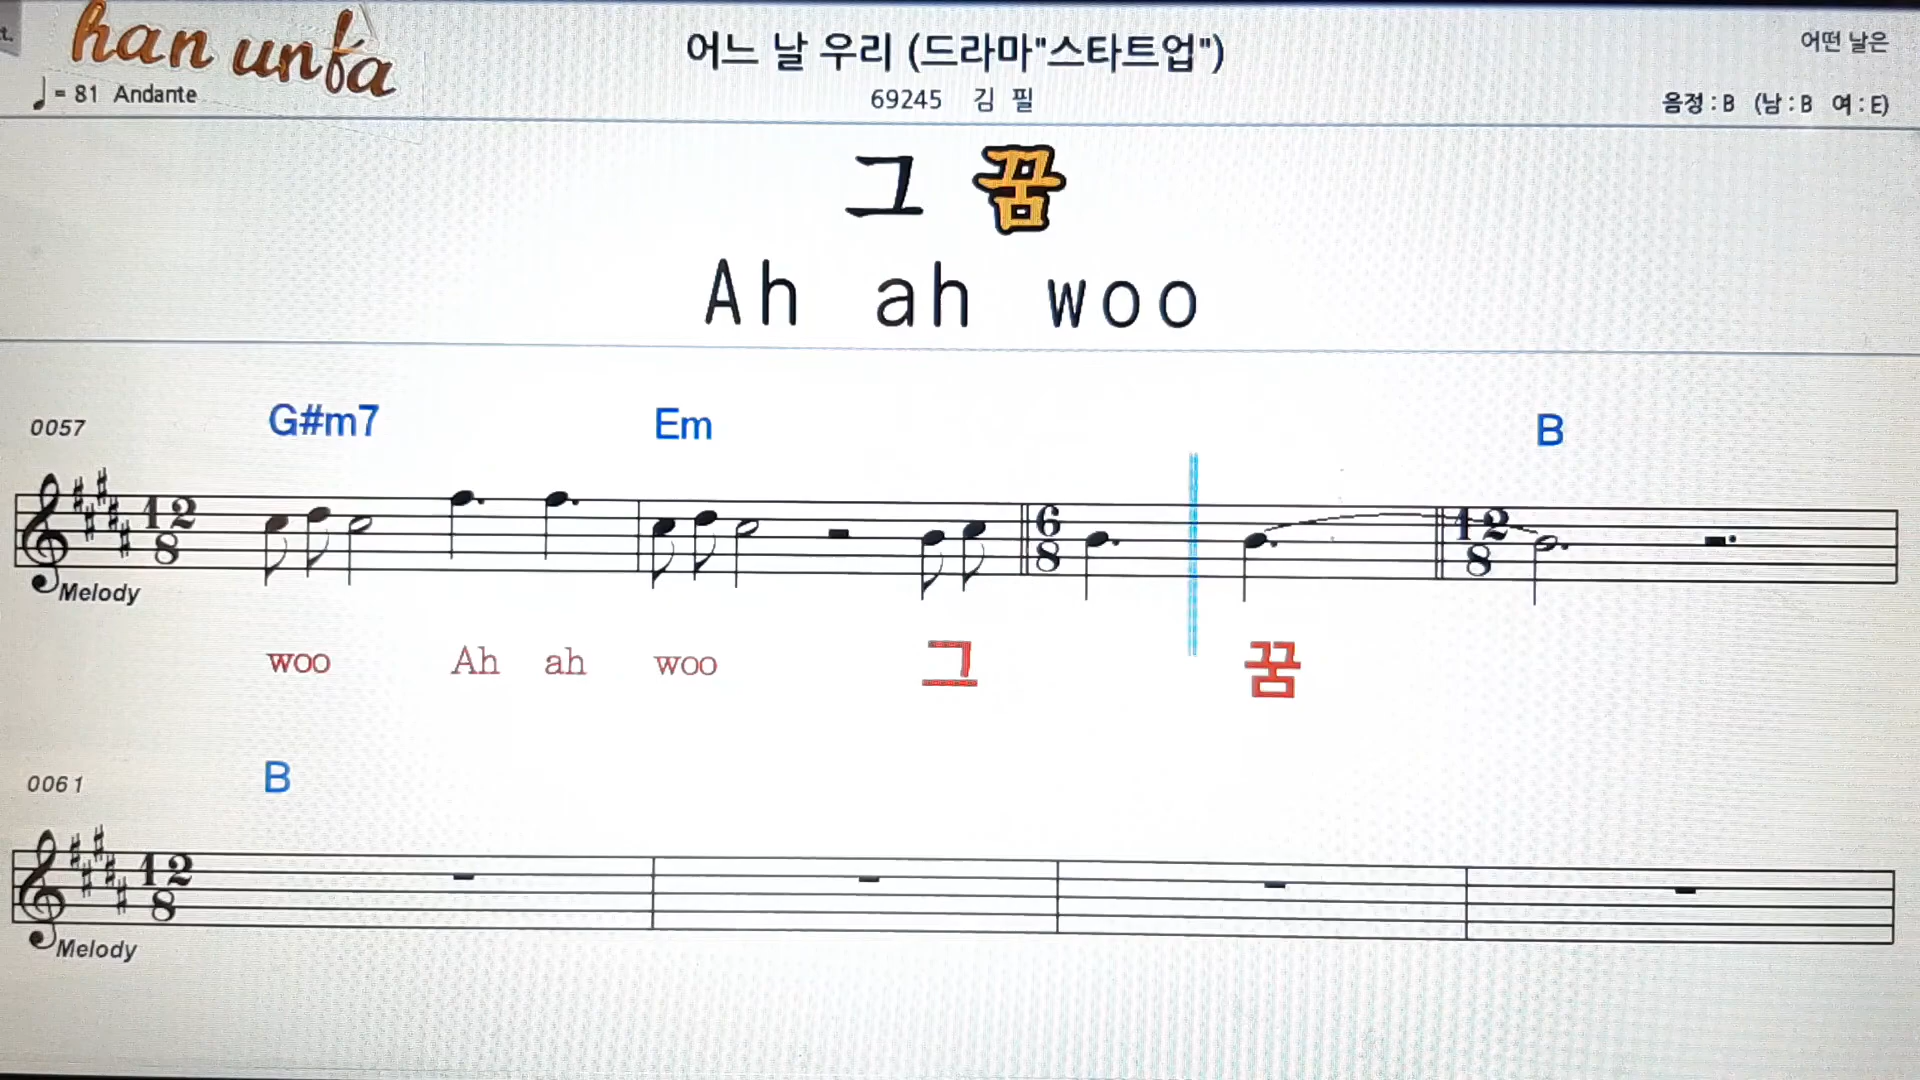 t.
han unfa
어느 날 우리 (드라마"스타트업")
어떤 날은
♩= 81 Andante
69245 김 필
음정 : B (남 : B 여 : E)
그 꿈
Ah ah woo
0057 G#m7 Em B
12 8 6 8 12 8
Melody
woo Ah ah woo 그 꿈
0061 B
12 8
Melody